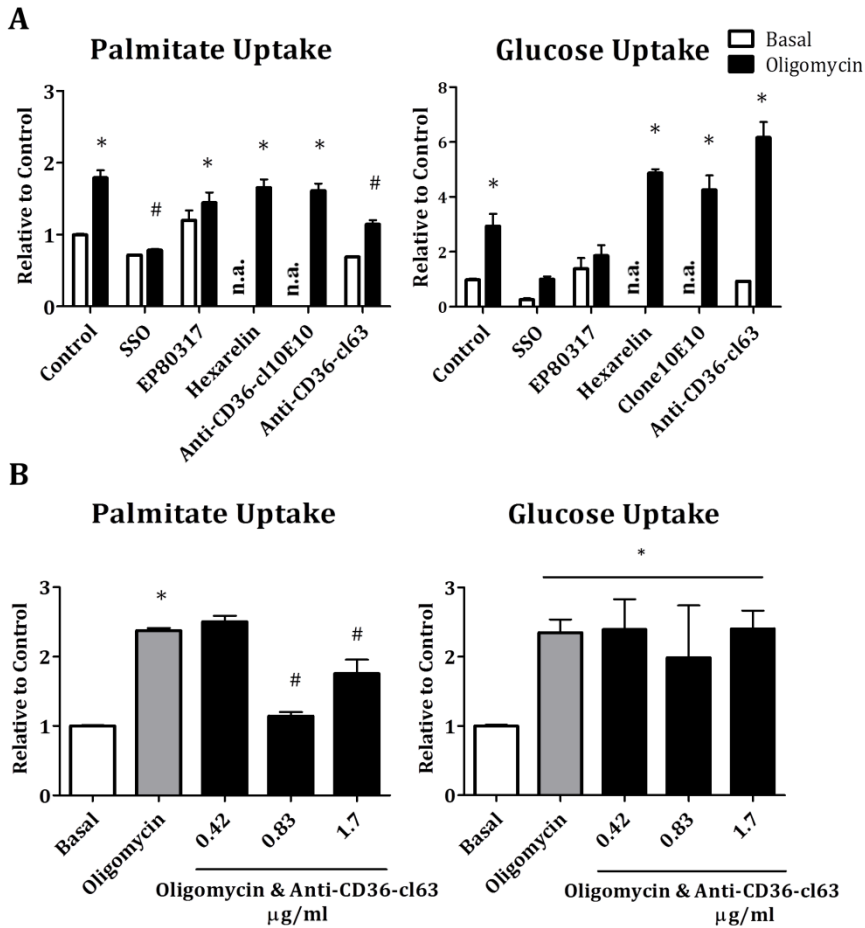 A
Palmitate Uptake
Relative to Control
3
2
1
0
*
#
*
*
*
#
n.a.
n.a.
Control
SSO
EP80317
Hexarelin
Anti-CD36-cl10E10
Anti-CD36-cl63
Glucose Uptake
Basal
Oligomycin
Relative to Control
8
6
4
2
0
*
*
*
*
n.a.
n.a.
Control
SSO
EP80317
Hexarelin
Clone10E10
Anti-CD36-cl63
B
Palmitate Uptake
Relative to Control
3
2
1
0
*
#
#
Basal
Oligomycin
0.42
0.83
1.7
Oligomycin & Anti-CD36-cl63
μg/ml
Glucose Uptake
Relative to Control
3
2
1
0
*
Basal
Oligomycin
0.42
0.83
1.7
Oligomycin & Anti-CD36-cl63
μg/ml